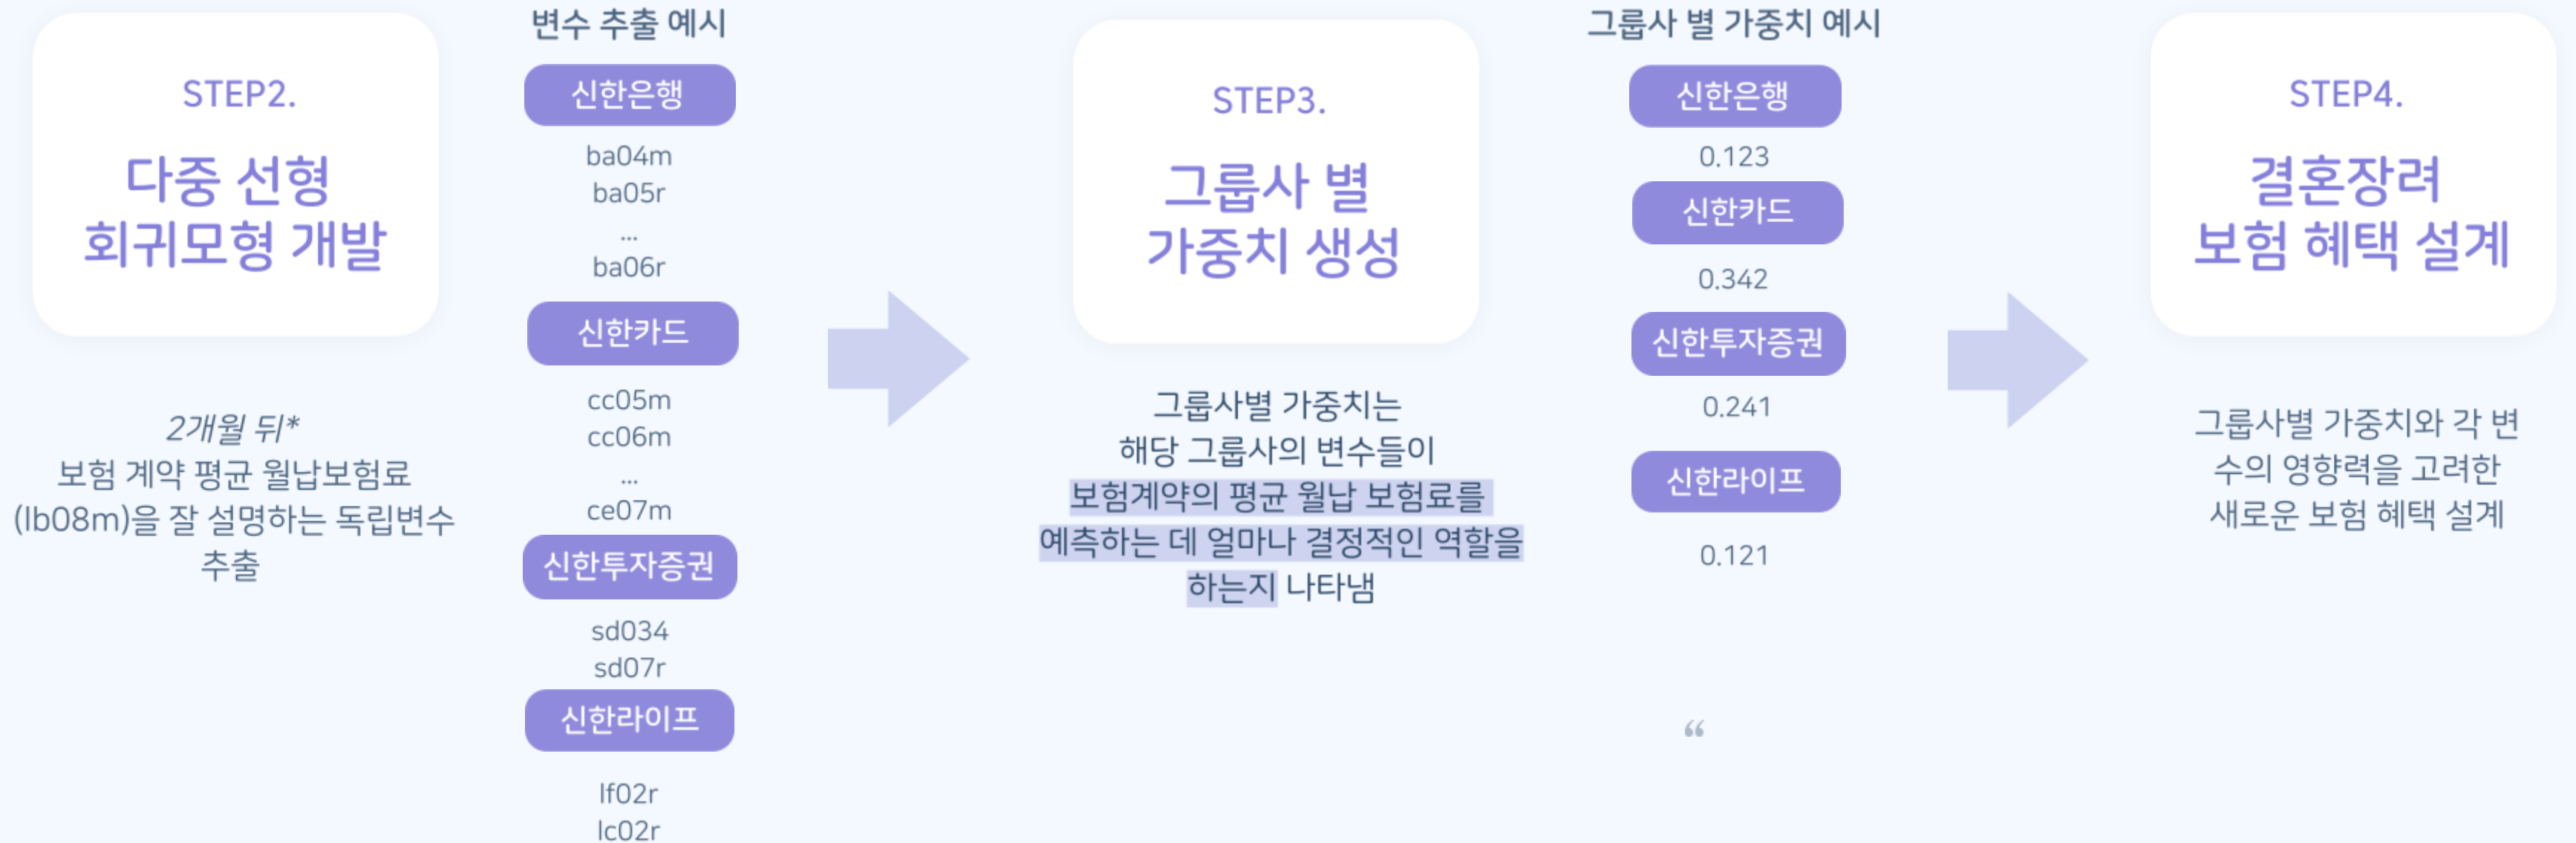 STEP2.
다중 선형
회귀모형 개발
2개월 뒤*
보험 계약 평균 월납보험료
(lb08m)을 잘 설명하는 독립변수
추출
변수 추출 예시
신한은행
ba04m
ba05r
...
ba06r
신한카드
cc05m
cc06m
...
ce07m
신한투자증권
sd034
sd07r
신한라이프
lf02r
lc02r
STEP3.
그룹사 별
가중치 생성
그룹사별 가중치는
해당 그룹사의 변수들이
보험계약의 평균 월납 보험료를
예측하는 데 얼마나 결정적인 역할을
하는지 나타냄
그룹사 별 가중치 예시
신한은행
0.123
신한카드
0.342
신한투자증권
0.241
신한라이프
0.121
“
STEP4.
결혼장려
보험 혜택 설계
그룹사별 가중치와 각 변
수의 영향력을 고려한
새로운 보험 혜택 설계